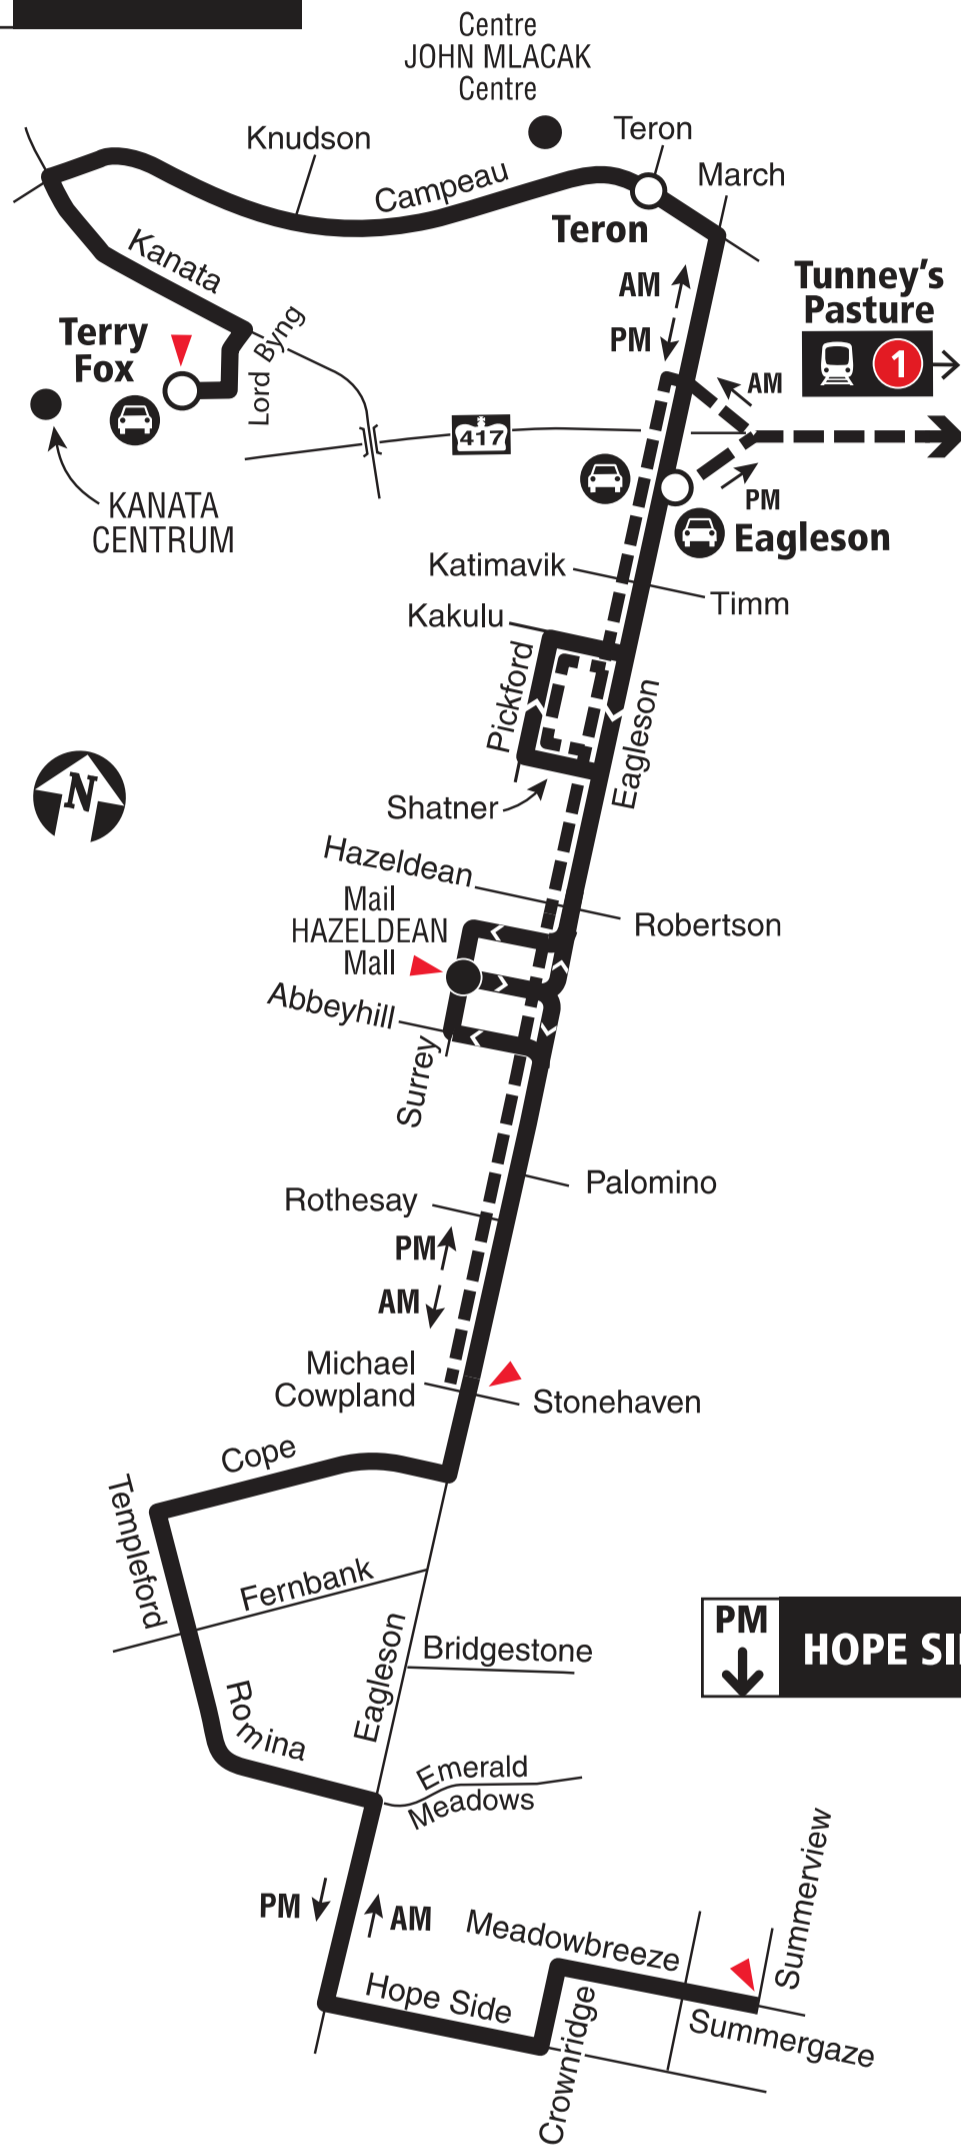 Centre
JOHN MLACAK
Centre
Knudson
Teron
Campeau
March
Teron
Kanata
AM
Tunney's
Pasture
1
Terry
Fox
PM
Lord Byng
AM
417
KANATA
CENTRUM
PM
Eagleson
Katimavik
Timm
Kakulu
Pickford
Eagleson
N
Shatner
Hazeldean
Mail
HAZELDEAN
Mall
Robertson
Abbeyhill
Surrey
Palomino
Rothesay
PM
AM
Michael
Cowpland
Stonehaven
Cope
Templeford
Fernbank
PM
HOPE SI
Eagleson
Bridgestone
Romina
Emerald
Meadows
Summerview
PM
AM
Meadowbreeze
Hope Side
Crownridge
Summergaze